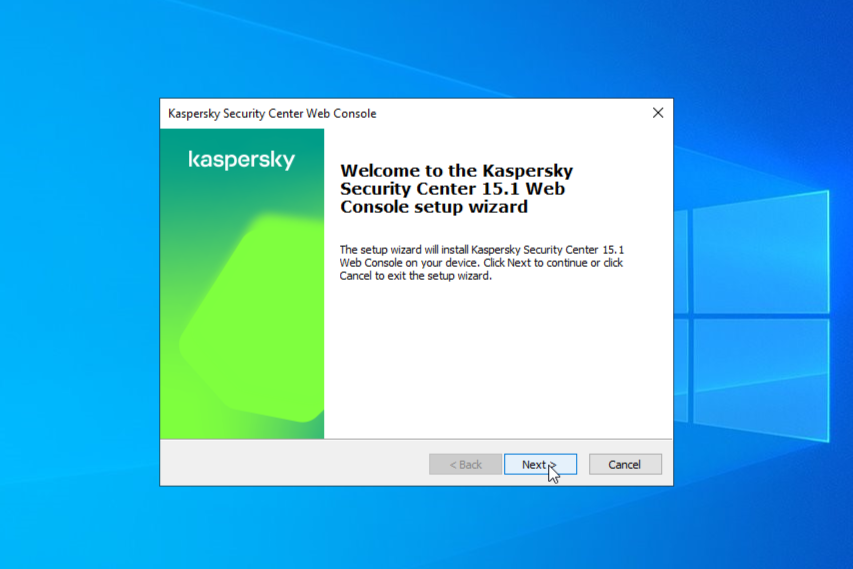 Kaspersky Security Center Web Console
kaspersky
Welcome to the Kaspersky
Security Center 15.1 Web
Console setup wizard
The setup wizard will install Kaspersky Security Center 15.1
Web Console on your device. Click Next to continue or click
Cancel to exit the setup wizard.
< Back
Next >
Cancel